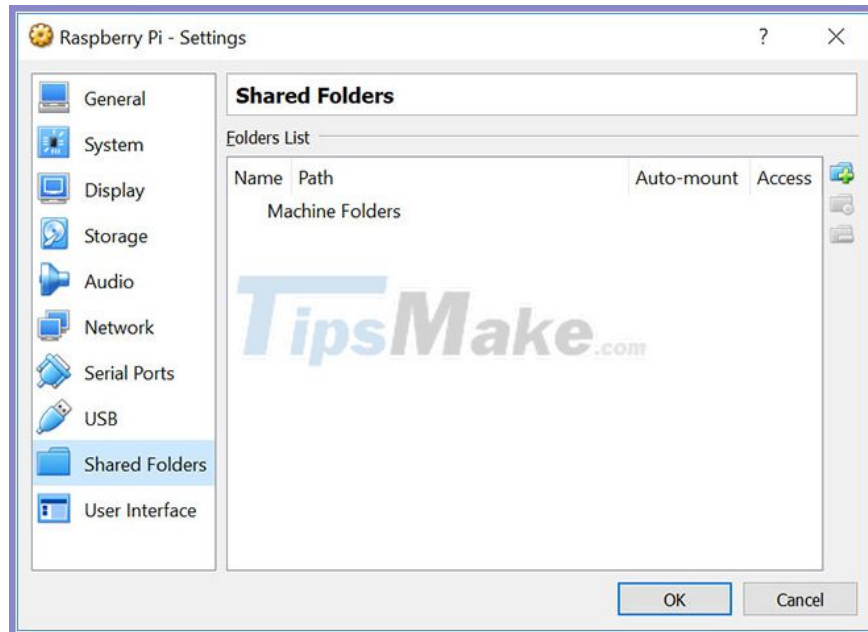 Raspberry Pi - Settings ? ×
General
System
Display
Storage
Audio
Network
Serial Ports
USB
Shared Folders
User Interface
Shared Folders
Folders List
Name Path Auto-mount Access
Machine Folders
TipsMake.com
OK Cancel